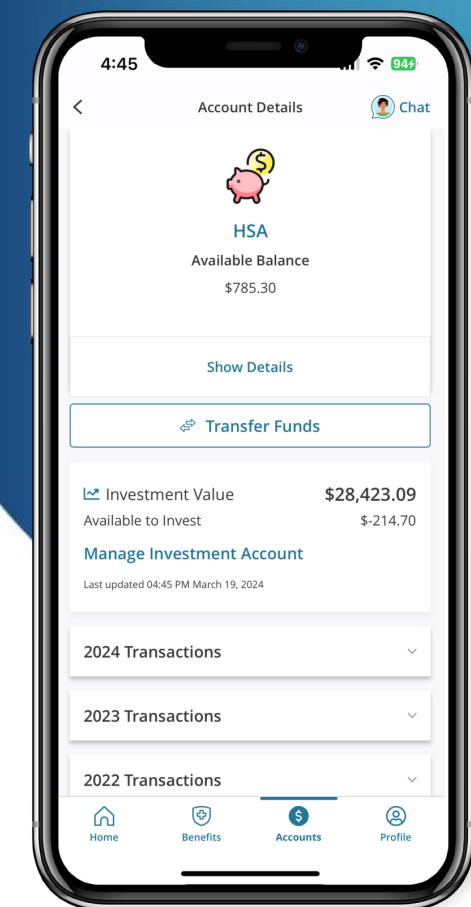 4:45
94
Account Details
Chat
HSA
Available Balance
$785.30
Show Details
Transfer Funds
Investment Value $28,423.09
Available to Invest $-214.70
Manage Investment Account
Last updated 04:45 PM March 19, 2024
2024 Transactions
2023 Transactions
2022 Transactions
Home Benefits Accounts Profile